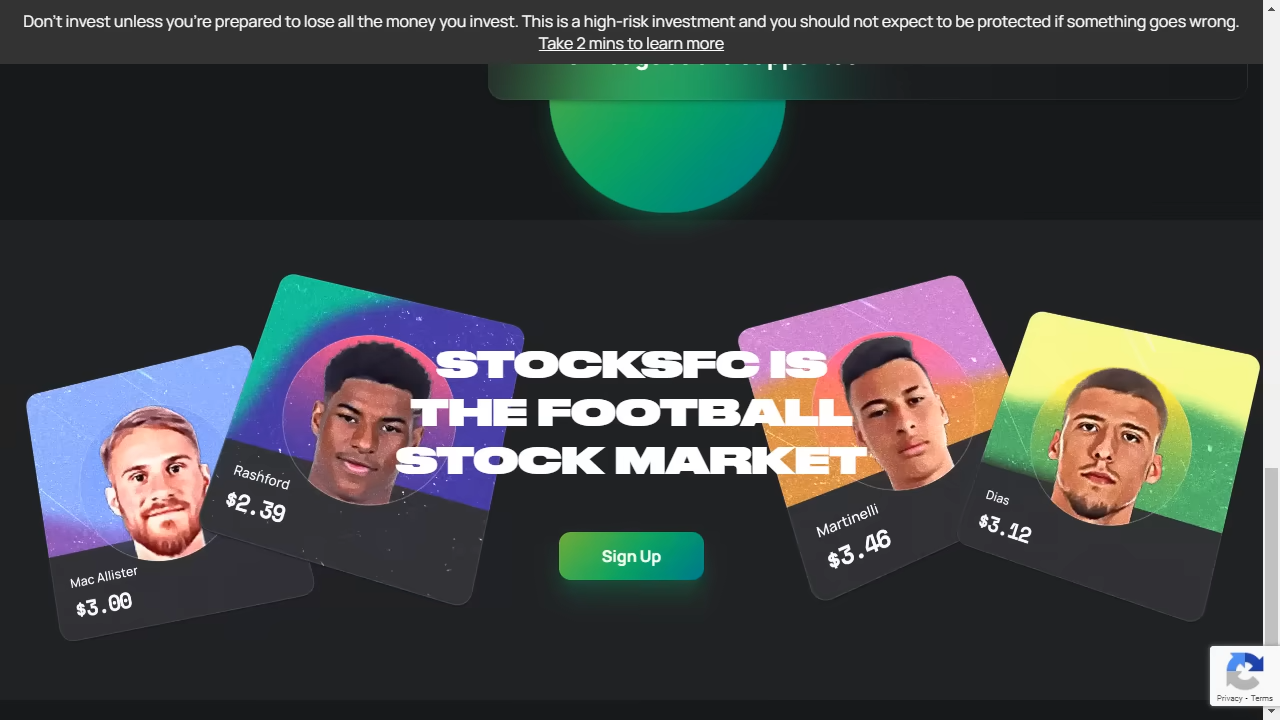 Don't invest unless you're prepared to lose all the money you invest. This is a high-risk investment and you should not expect to be protected if something goes wrong.
Take 2 mins to learn more
STOCKSFC IS
THE FOOTBALL
STOCK MARKET
Rashford
$2.39
Mac Allister
$3.00
Martinelli
$3.46
Dias
$3.12
Sign Up
Privacy - Terms